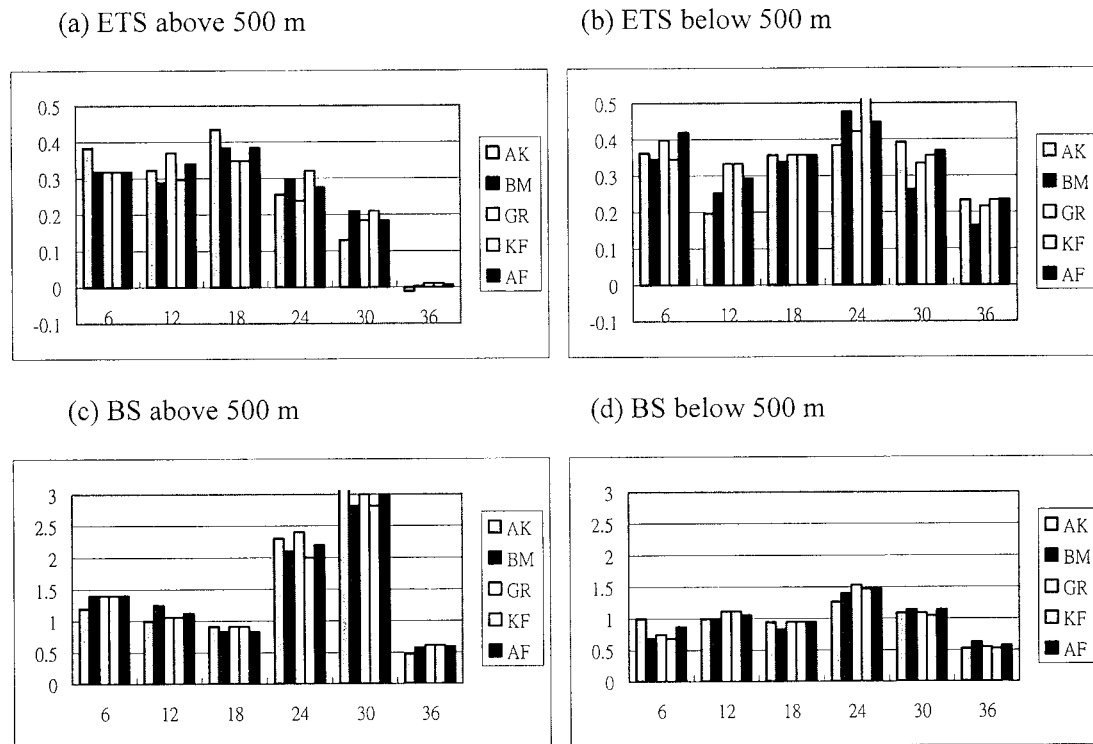 (a) ETS above 500 m
(b) ETS below 500 m
0.5
0.4
0.3
0.2
0.1
0
-0.1
6 12 18 24 30 36
AK
BM
GR
KF
AF
0.5
0.4
0.3
0.2
0.1
0
-0.1
6 12 18 24 30 36
AK
BM
GR
KF
AF
(c) BS above 500 m
(d) BS below 500 m
3
2.5
2
1.5
1
0.5
0
6 12 18 24 30 36
AK
BM
GR
KF
AF
3
2.5
2
1.5
1
0.5
0
6 12 18 24 30 36
AK
BM
GR
KF
AF